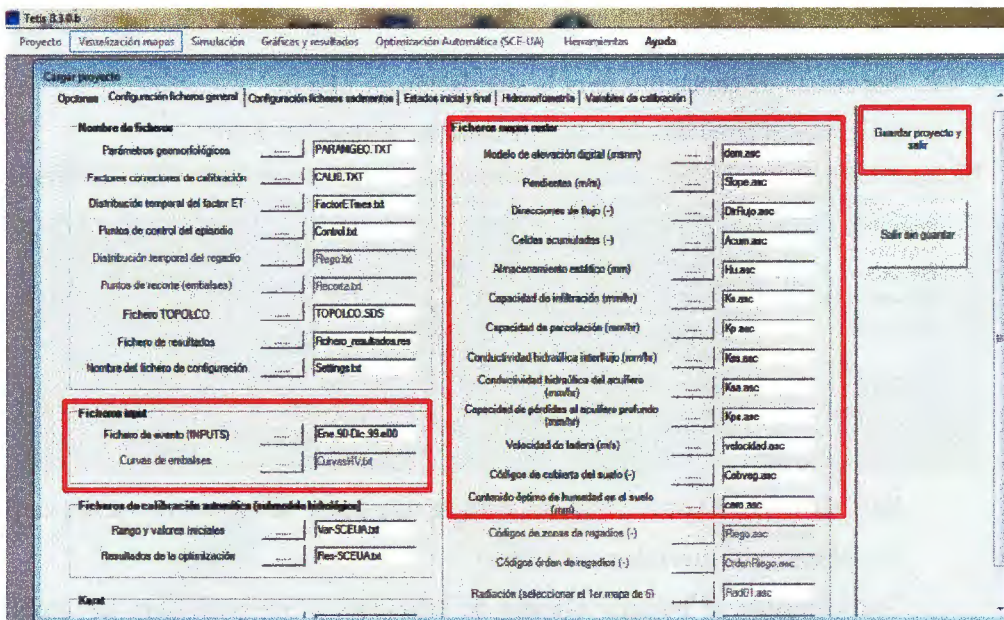 Tetis 8.3.0.b
Proyecto Visualización mapas Simulación Gráficas y resultados Optimización Automática (SCE-UA) Herramientas Ayuda
Cargar proyecto
Opciones Configuración ficheros general Configuración ficheros sedimentos Estados inicial y final Hidromorfometría Variables de calibración
Nombre de ficheros
Parámetros geomorfológicos ...... PARAMGEO.TXT
Factores correctores de calibración ...... CALIB.TXT
Distribución temporal del factor ET ...... FactorETmes.txt
Puntos de control del episodio ...... Control.txt
Distribución temporal del regadío ...... Riego.txt
Puntos de recorte (embalses) ...... Recorta.txt
Fichero TOPOLCO ...... TOPOLCO.SDS
Fichero de resultados ...... Fichero_resultados.res
Nombre del fichero de configuración ...... Settings.txt
Ficheros input
Fichero de evento (INPUTS) ...... Ene.90-Dic.99.e00
Curvas de embalses ...... CurvasHV.txt
Ficheros de calibración automática (submodelo hidrológico)
Rango y valores iniciales ...... Var-SCEUA.txt
Resultados de la optimización ...... Res-SCEUA.txt
Karst
Ficheros mapas raster
Modelo de elevación digital (msnm) ...... dem.asc
Pendientes (m/m) ...... Slope.asc
Direcciones de flujo (-) ...... DirFlujo.asc
Celdas acumuladas (-) ...... Acum.asc
Almacenamiento estático (mm) ...... Hu.asc
Capacidad de infiltración (mm/hr) ...... Ks.asc
Capacidad de percolación (mm/hr) ...... Kp.asc
Conductividad hidraúlica interflujo (mm/hr) ...... Kss.asc
Conductividad hidraúlica del acuífero
(mm/hr) ...... Ksa.asc
Capacidad de pérdidas al acuífero profundo
(mm/hr) ...... Kps.asc
Velocidad de ladera (m/s) ...... velocidad.asc
Códigos de cubierta del suelo (-) ...... Cobveg.asc
Contenido óptimo de humedad en el suelo
(mm) ...... cero.asc
Códigos de zonas de regadíos (-) ...... Riego.asc
Códigos órden de regadíos (-) ...... OrdenRiego.asc
Radiación (seleccionar el 1er mapa de 6) ...... Rad01.asc
Guardar proyecto y
salir
Salir sin guardar